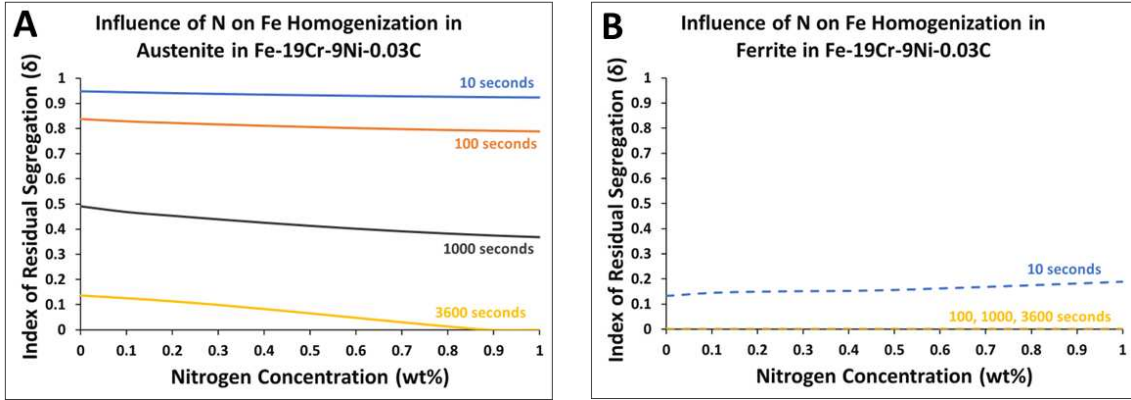 A
Influence of N on Fe Homogenization in
Austenite in Fe-19Cr-9Ni-0.03C
Index of Residual Segregation (δ)
1
0.9
0.8
0.7
0.6
0.5
0.4
0.3
0.2
0.1
0
10 seconds
100 seconds
1000 seconds
3600 seconds
0 0.1 0.2 0.3 0.4 0.5 0.6 0.7 0.8 0.9 1
Nitrogen Concentration (wt%)
B
Influence of N on Fe Homogenization in
Ferrite in Fe-19Cr-9Ni-0.03C
Index of Residual Segregation (δ)
1
0.9
0.8
0.7
0.6
0.5
0.4
0.3
0.2
0.1
0
10 seconds
100, 1000, 3600 seconds
0 0.1 0.2 0.3 0.4 0.5 0.6 0.7 0.8 0.9 1
Nitrogen Concentration (wt%)